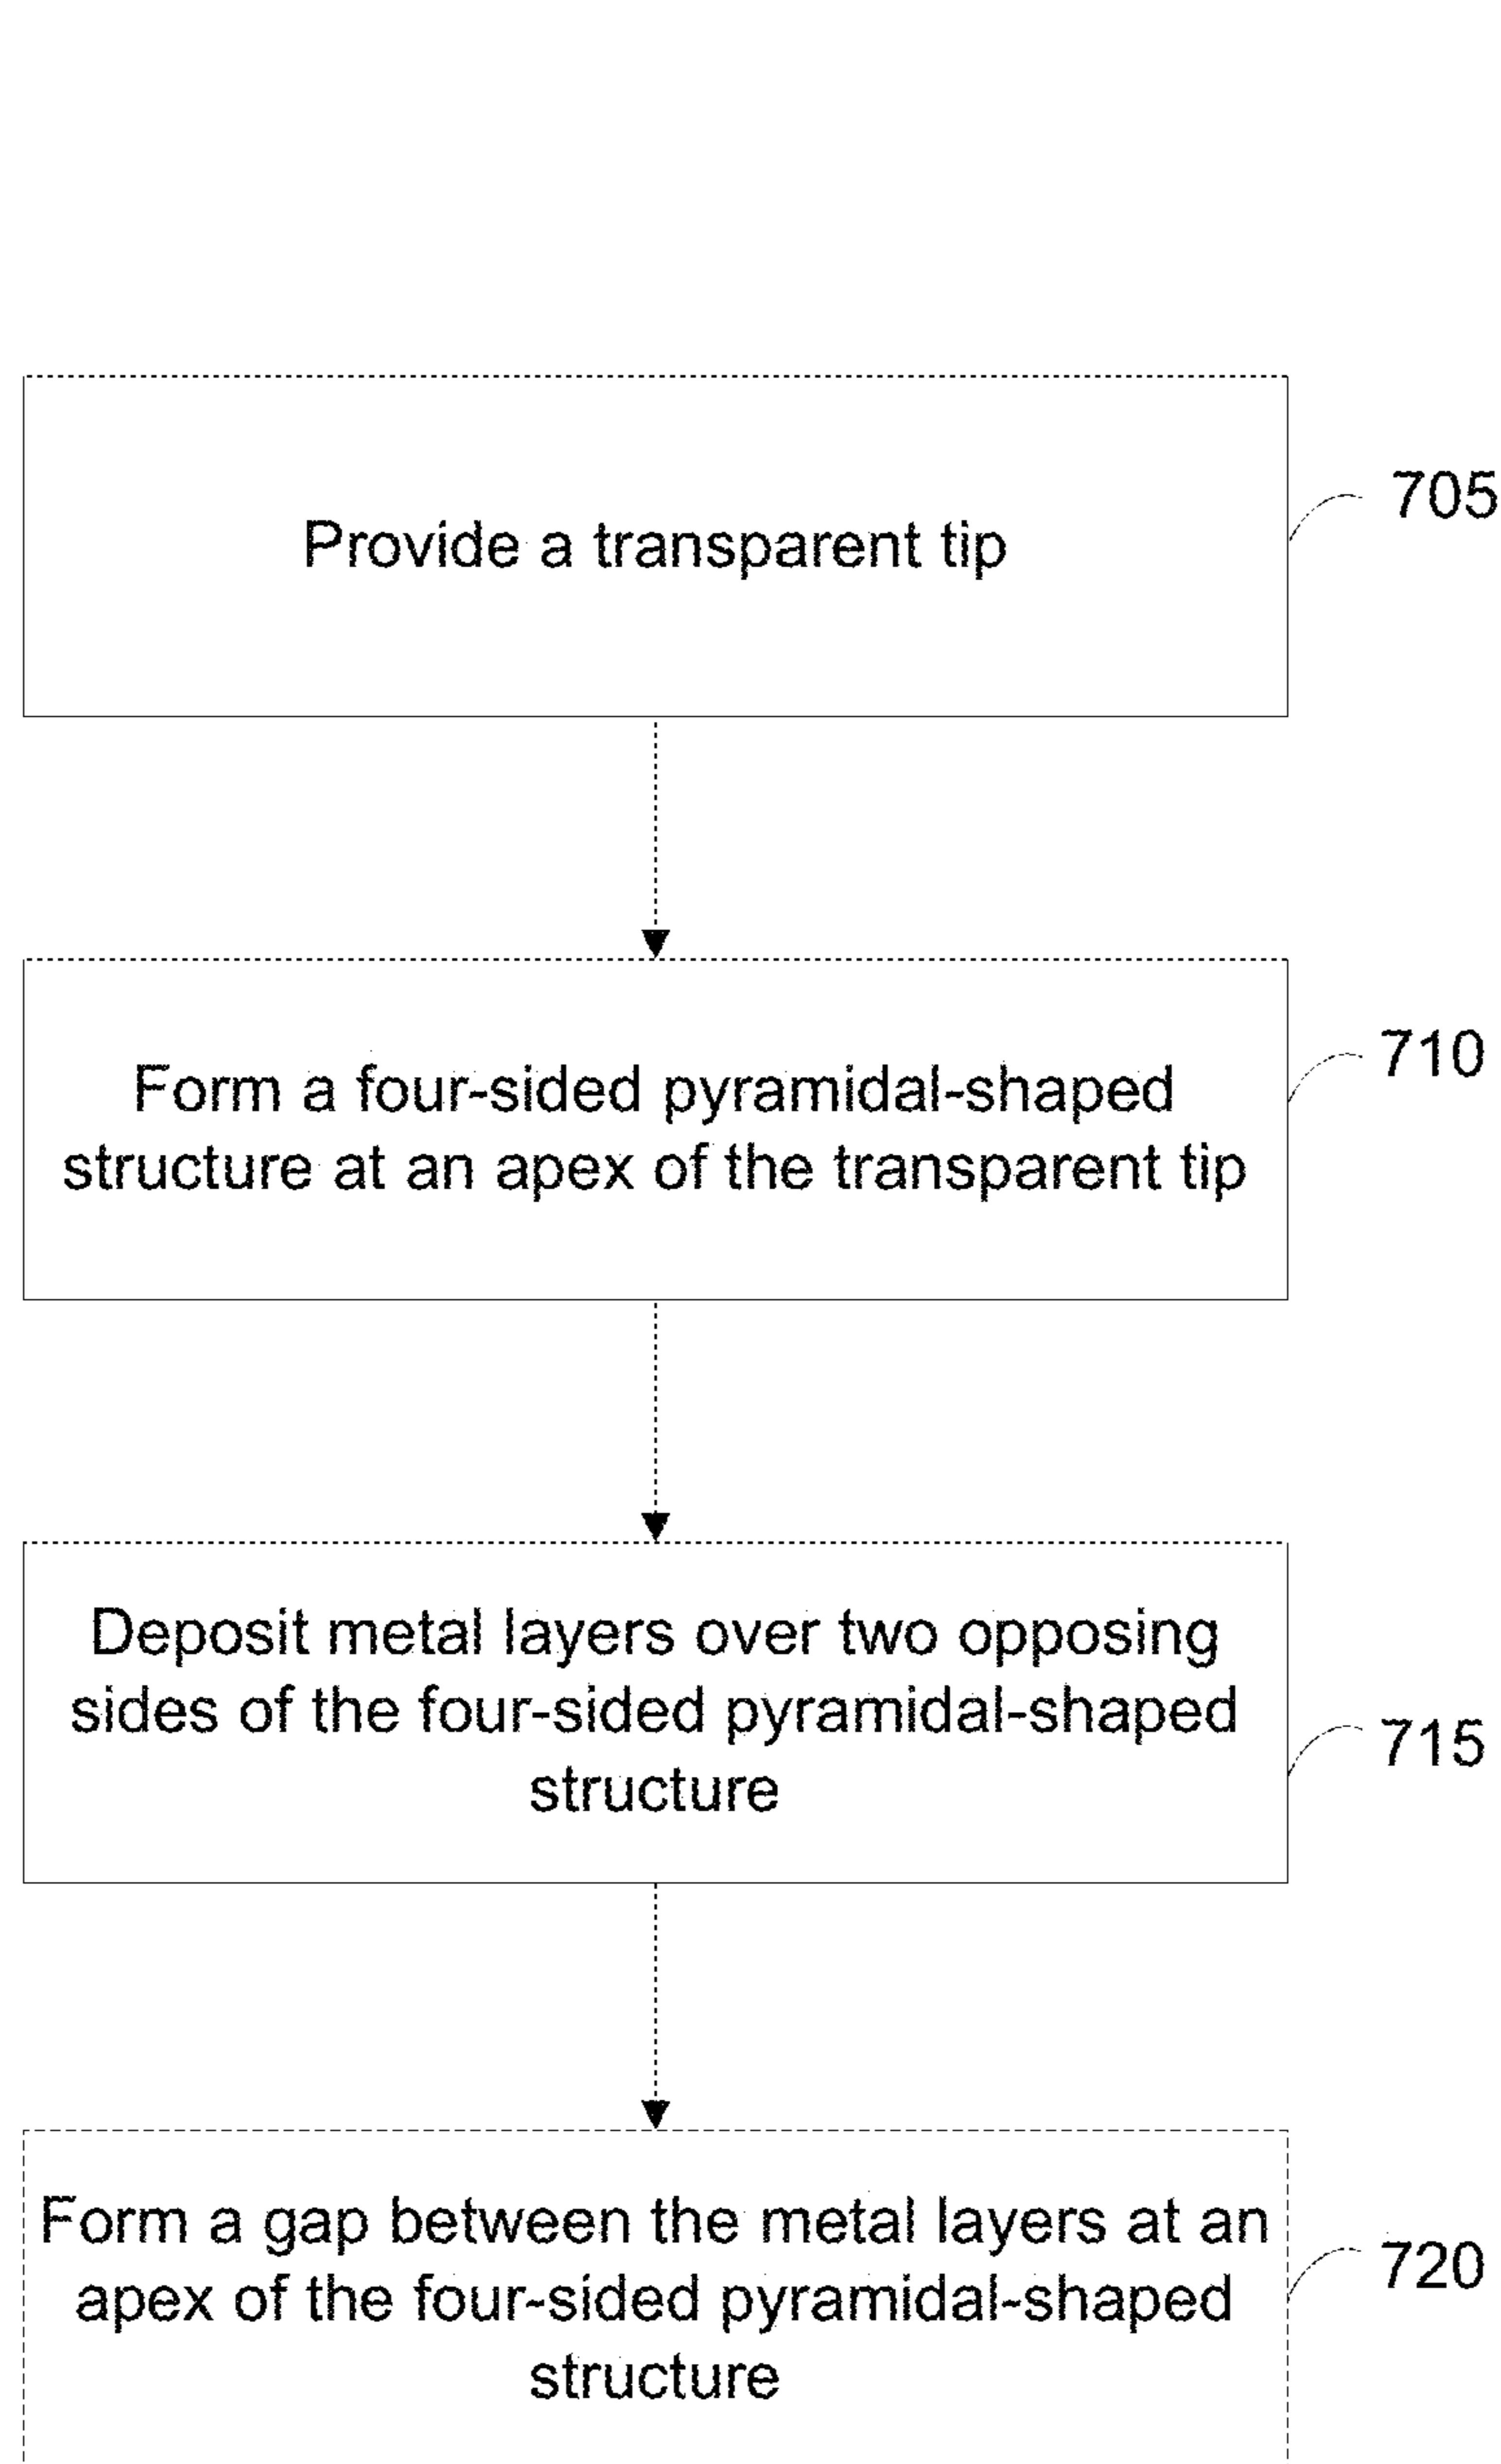 Provide a transparent tip
705
Form a four-sided pyramidal-shaped
structure at an apex of the transparent tip
710
Deposit metal layers over two opposing
sides of the four-sided pyramidal-shaped
structure
715
Form a gap between the metal layers at an
apex of the four-sided pyramidal-shaped
structure
720